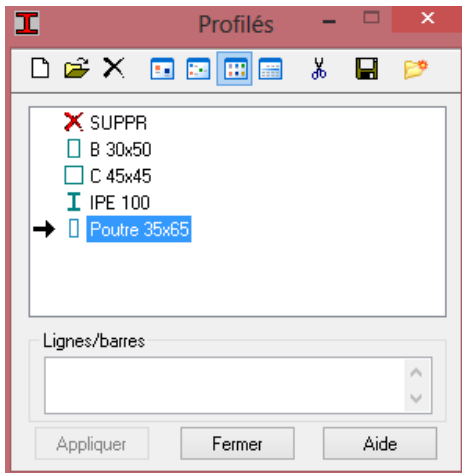 Profilés
SUPPR
B 30x50
C 45x45
IPE 100
Poutre 35x65
Lignes/barres
Appliquer Fermer Aide